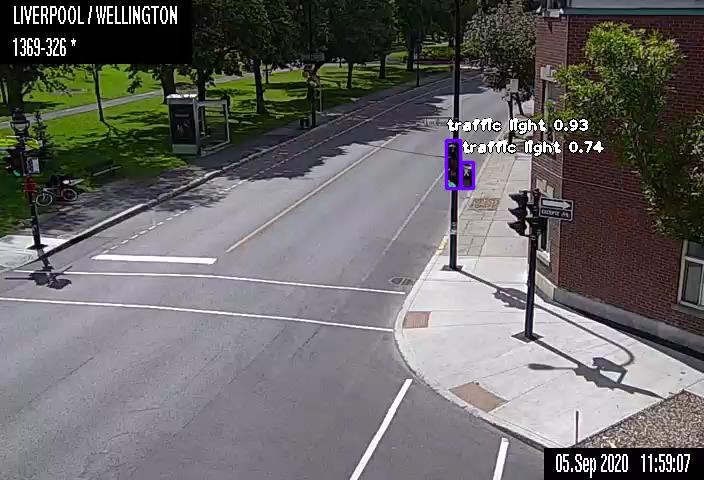 LIVERPOOL / WELLINGTON
1369-326 *
traffic light 0.93
traffic light 0.74
05.Sep 2020 11:59:07